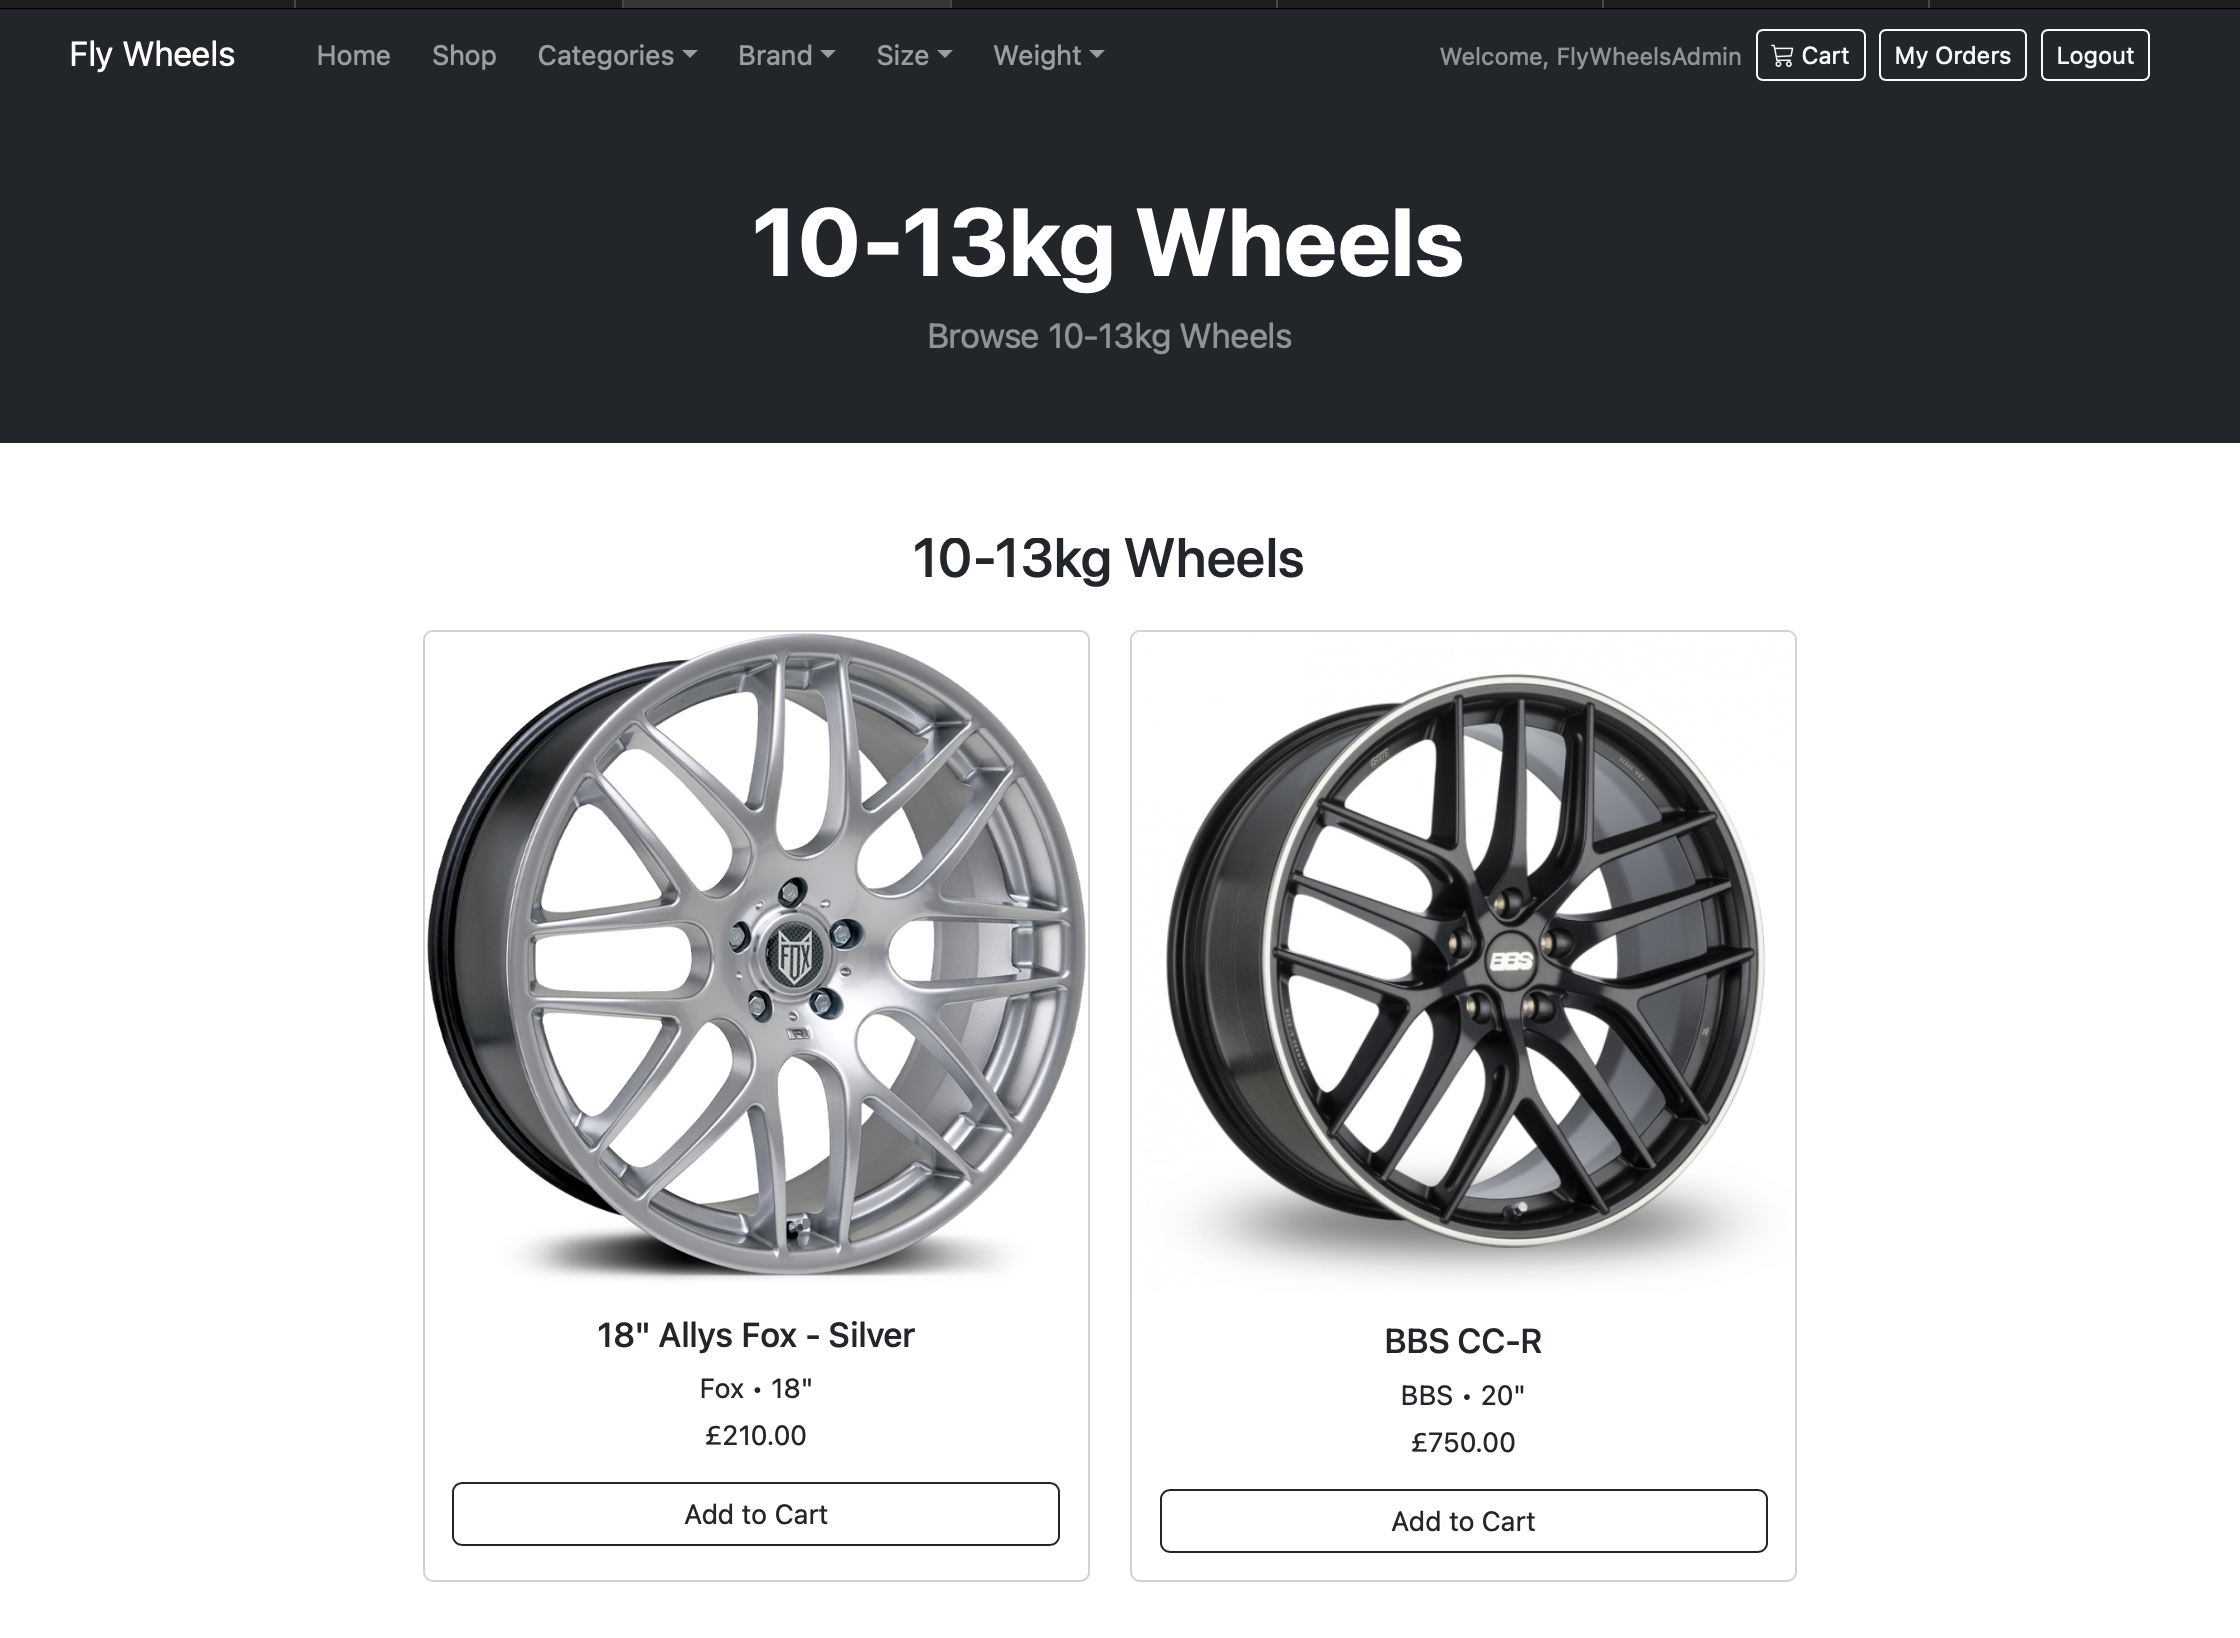 Fly Wheels Home Shop Categories Brand Size Weight Welcome, FlyWheelsAdmin Cart My Orders Logout
10-13kg Wheels
Browse 10-13kg Wheels
10-13kg Wheels
FOX
BBS
18" Allys Fox - Silver
Fox • 18"
£210.00
Add to Cart
BBS CC-R
BBS • 20"
£750.00
Add to Cart